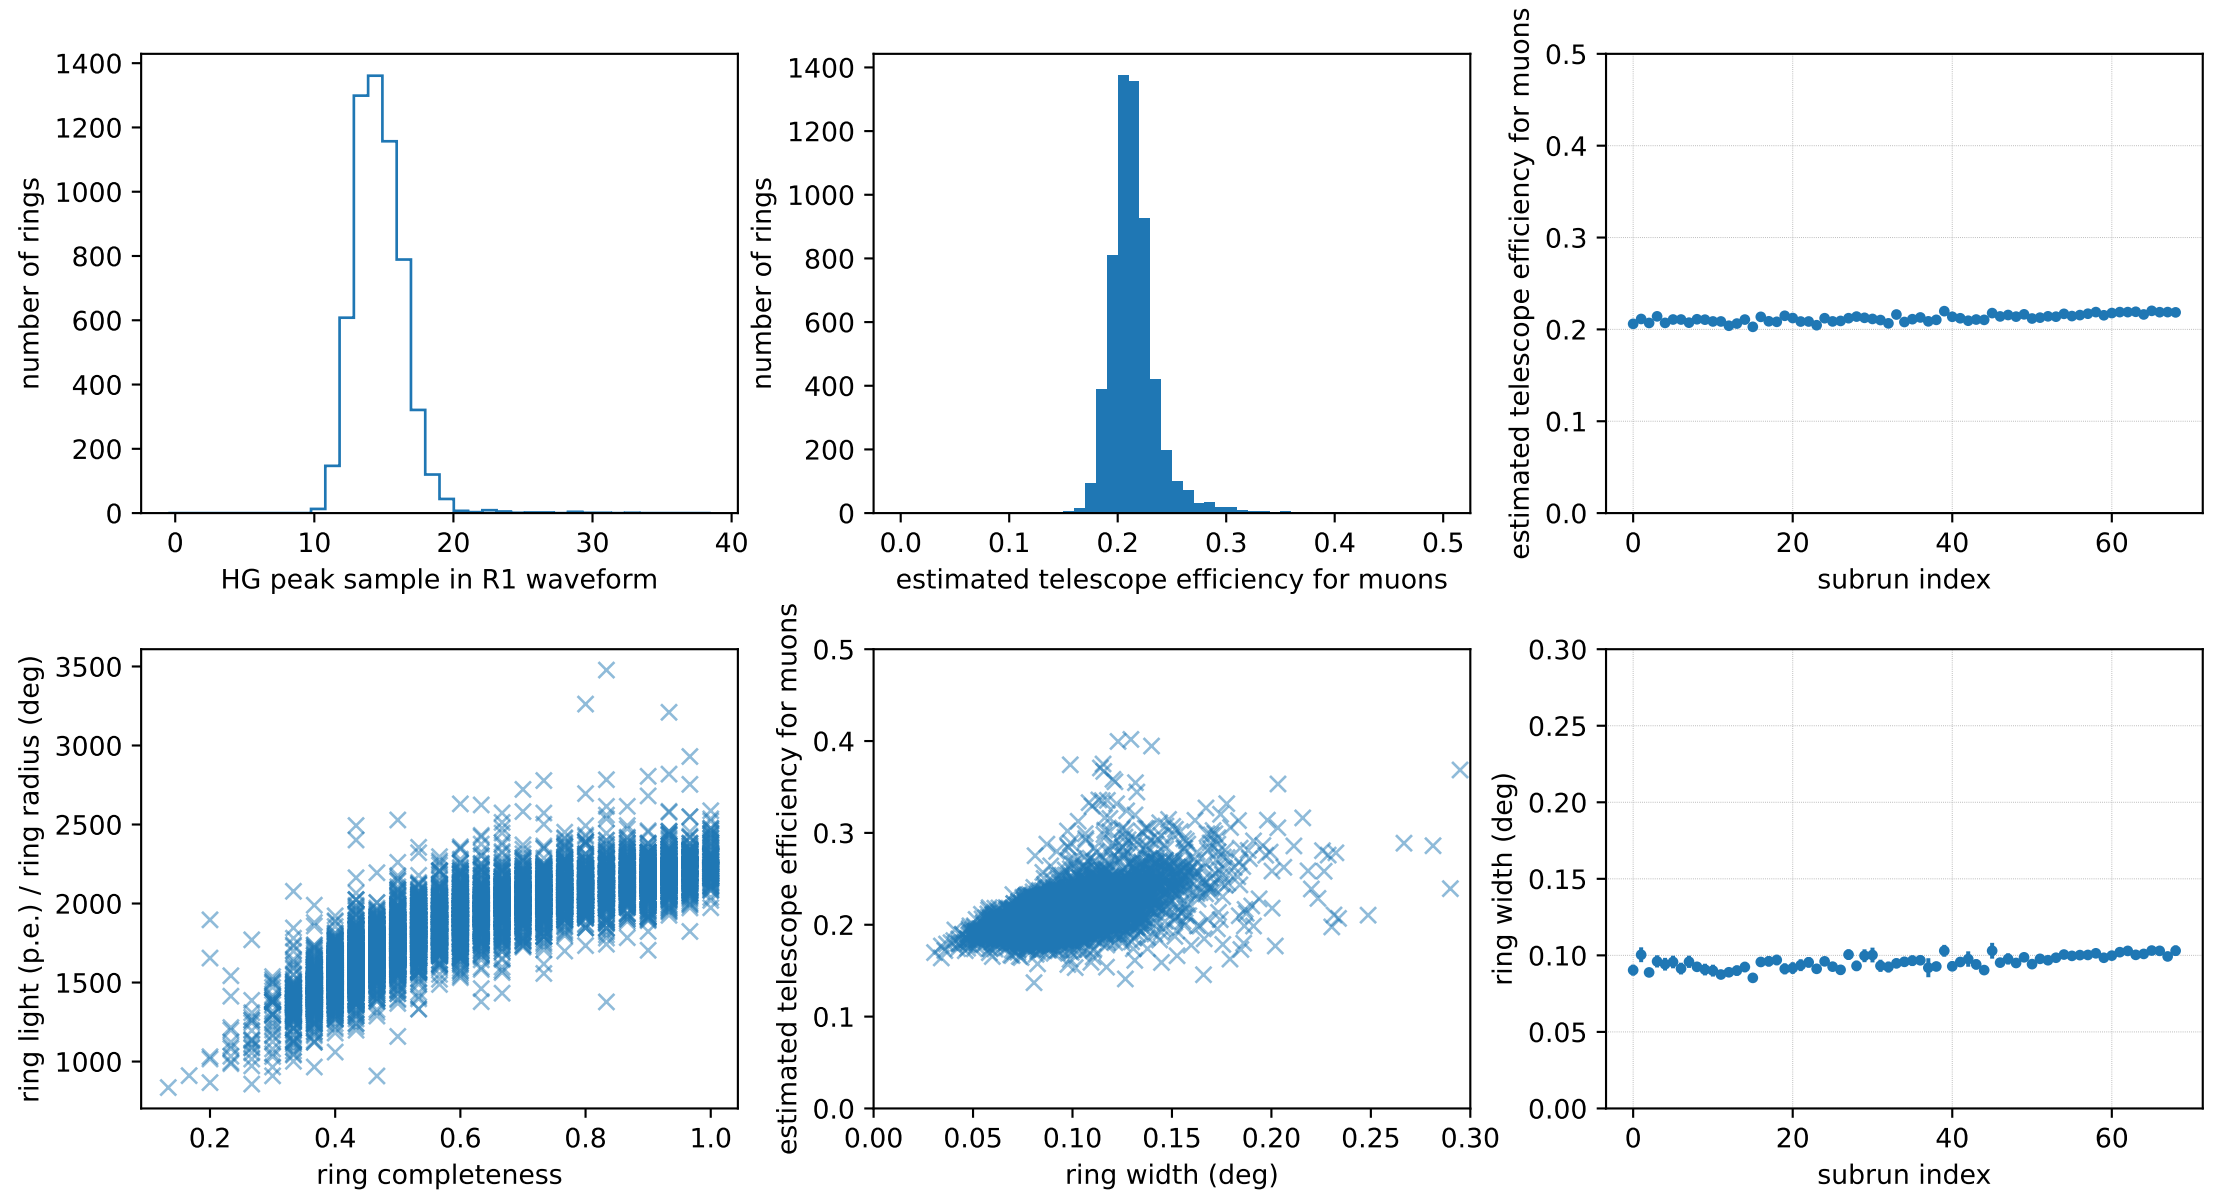 number of rings
1400
1200
1000
800
600
400
200
0
0 10 20 30 40
HG peak sample in R1 waveform
number of rings
1400
1200
1000
800
600
400
200
0
0.0 0.1 0.2 0.3 0.4 0.5
estimated telescope efficiency for muons
estimated telescope efficiency for muons
0.5
0.4
0.3
0.2
0.1
0.0
0 20 40 60
subrun index
ring light (p.e.) / ring radius (deg)
3500
3000
2500
2000
1500
1000
0.2 0.4 0.6 0.8 1.0
ring completeness
estimated telescope efficiency for muons
0.5
0.4
0.3
0.2
0.1
0.0
0.00 0.05 0.10 0.15 0.20 0.25 0.30
ring width (deg)
ring width (deg)
0.30
0.25
0.20
0.15
0.10
0.05
0.00
0 20 40 60
subrun index